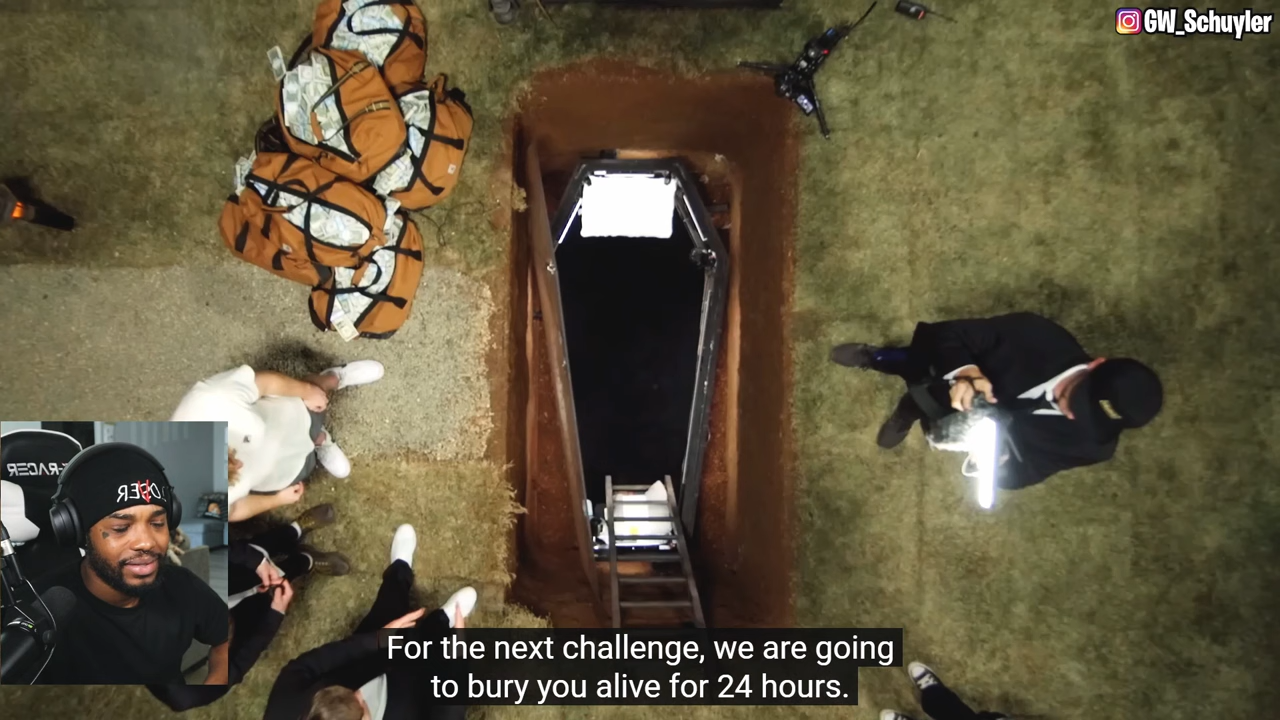 GW_Schuyler
For the next challenge, we are going
to bury you alive for 24 hours.